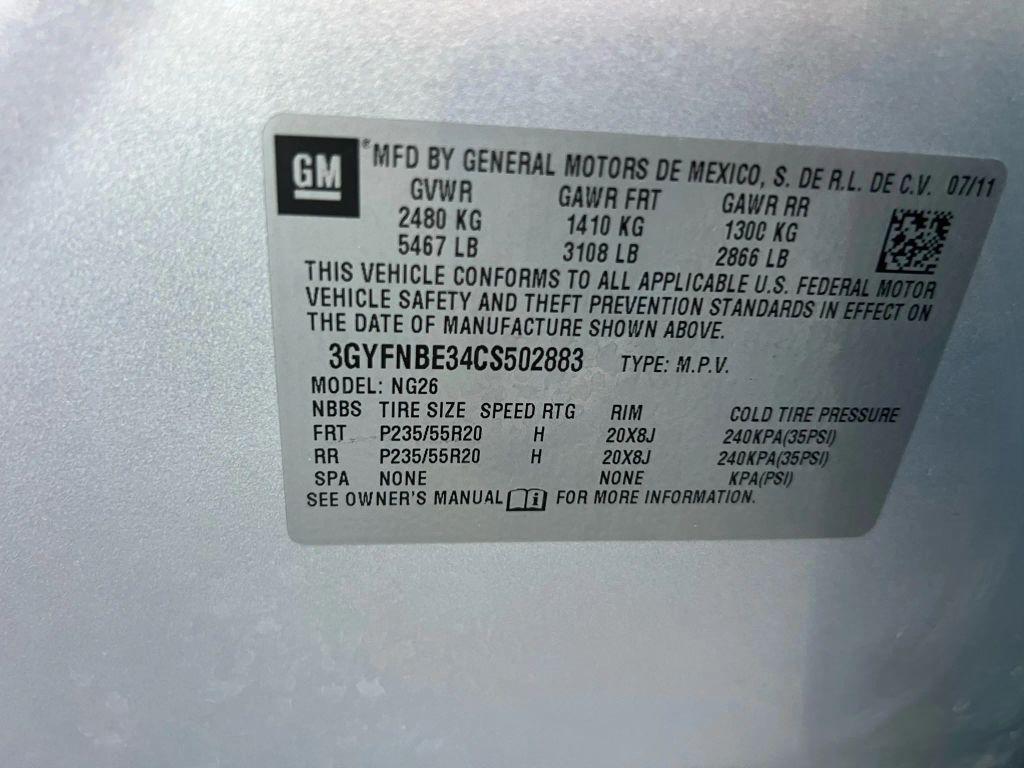 GM ® MFD BY GENERAL MOTORS DE MEXICO, S. DE R.L. DE C.V. 07/11
GVWR GAWR FRT GAWR RR
2480 KG 1410 KG 1300 KG
5467 LB 3108 LB 2866 LB
THIS VEHICLE CONFORMS TO ALL APPLICABLE U.S. FEDERAL MOTOR
VEHICLE SAFETY AND THEFT PREVENTION STANDARDS IN EFFECT ON
THE DATE OF MANUFACTURE SHOWN ABOVE.
3GYFNBE34CS502883 TYPE: M.P.V.
MODEL: NG26
NBBS TIRE SIZE SPEED RTG RIM COLD TIRE PRESSURE
FRT P235/55R20 H 20X8J 240KPA(35PSI)
RR P235/55R20 H 20X8J 240KPA(35PSI)
SPA NONE NONE KPA(PSI)
SEE OWNER'S MANUAL i FOR MORE INFORMATION.